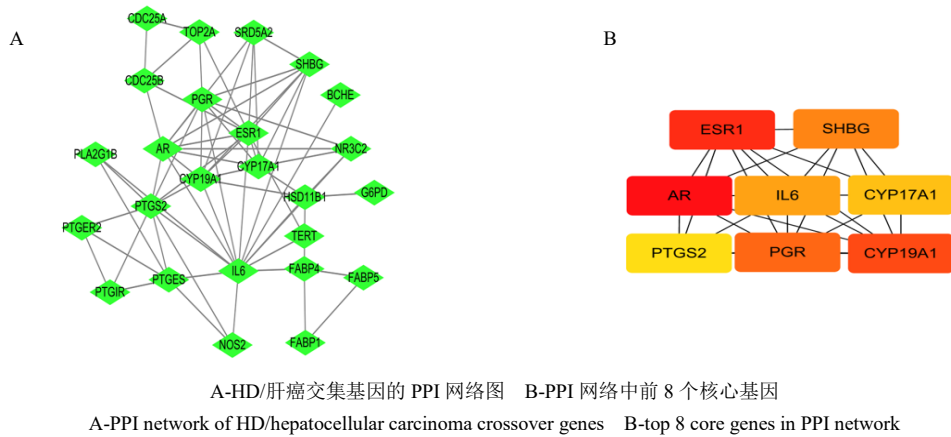 A
CDC25A
TOP2A
SRD5A2
SHBG
CDC25B
BCHE
PGR
ESR1
AR
NR3C2
PLA2G1B
CYP17A1
CYP19A1
HSD11B1
G6PD
PTGS2
PTGER2
TERT
IL6
FABP4
FABP5
PTGES
PTGIR
NOS2
FABP1
B
ESR1 SHBG
AR IL6 CYP17A1
PTGS2 PGR CYP19A1
A-HD/肝癌交集基因的 PPI 网络图 B-PPI 网络中前 8 个核心基因
A-PPI network of HD/hepatocellular carcinoma crossover genes B-top 8 core genes in PPI network